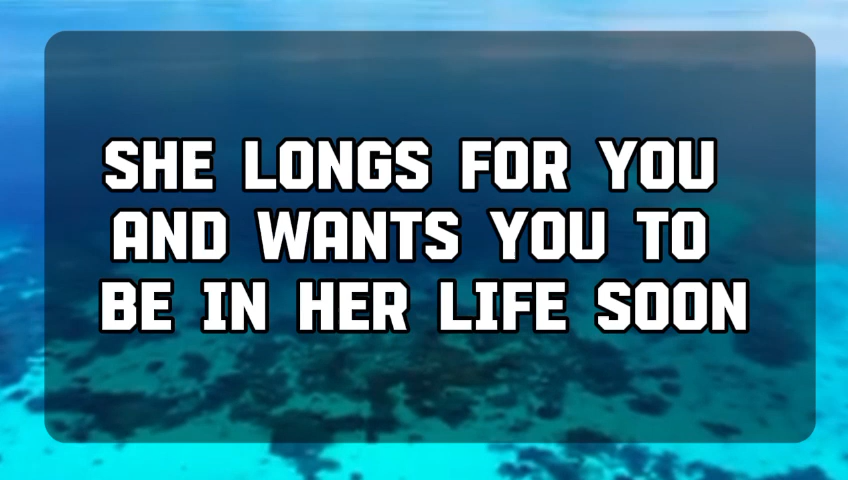 SHE LONGS FOR YOU
AND WANTS YOU TO
BE IN HER LIFE SOON